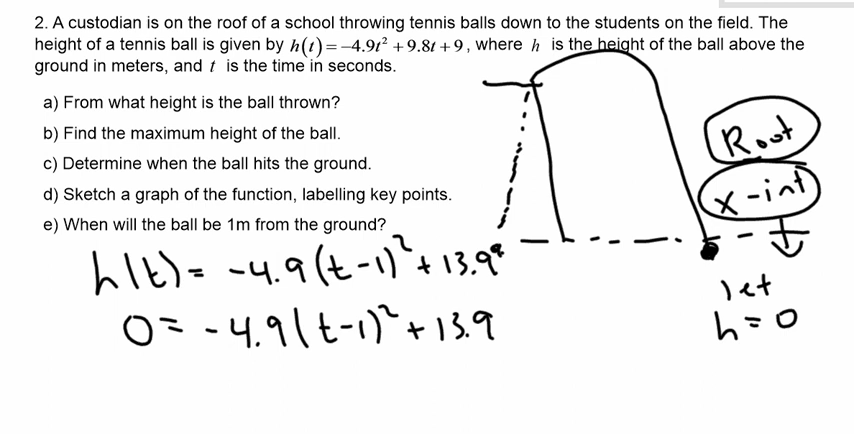 2. A custodian is on the roof of a school throwing tennis balls down to the students on the field. The
height of a tennis ball is given by h(t) = −4.9t² + 9.8t + 9, where h is the height of the ball above the
ground in meters, and t is the time in seconds.
a) From what height is the ball thrown?
b) Find the maximum height of the ball.
c) Determine when the ball hits the ground.
d) Sketch a graph of the function, labelling key points.
e) When will the ball be 1m from the ground?
Root
x-int
h(t) = -4.9(t-1)² + 13.9
let
0 = -4.9(t-1)² + 13.9
h = 0